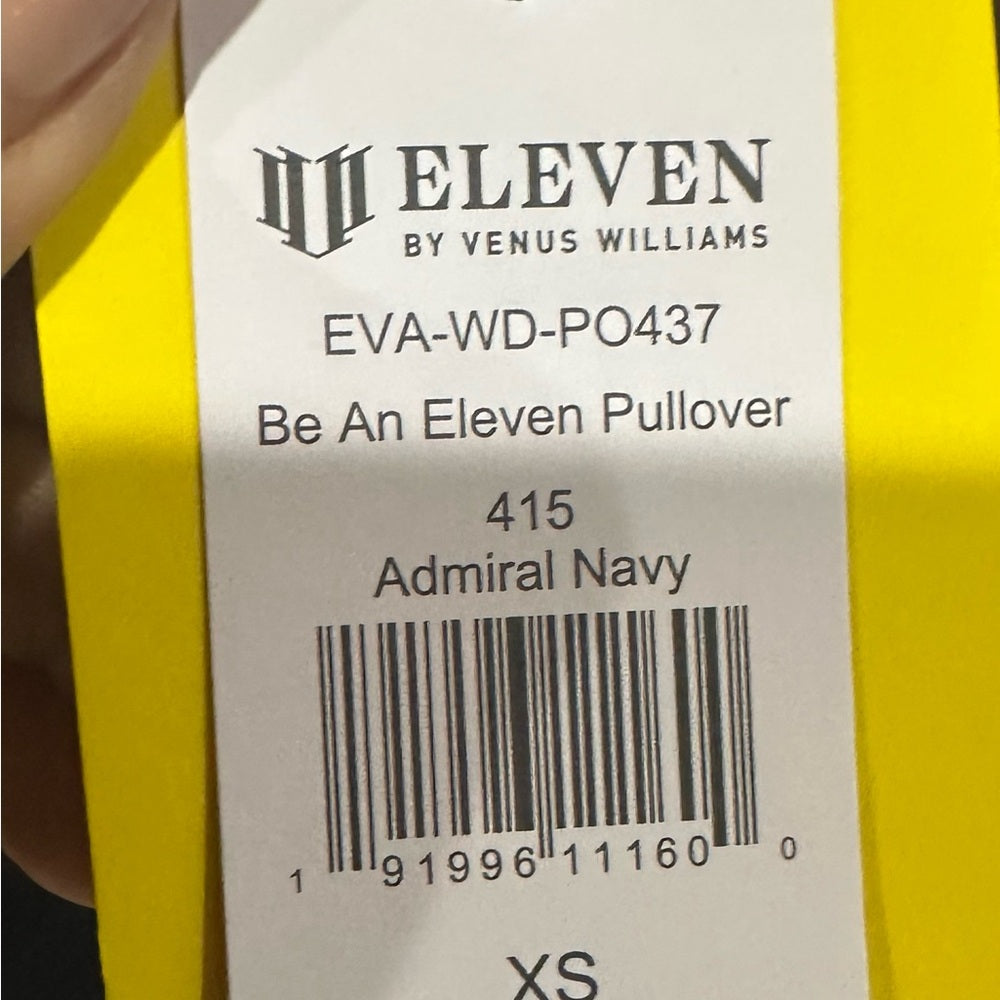 ELEVEN
BY VENUS WILLIAMS
EVA-WD-PO437
Be An Eleven Pullover
415
Admiral Navy
1 91996 11160 0
XS